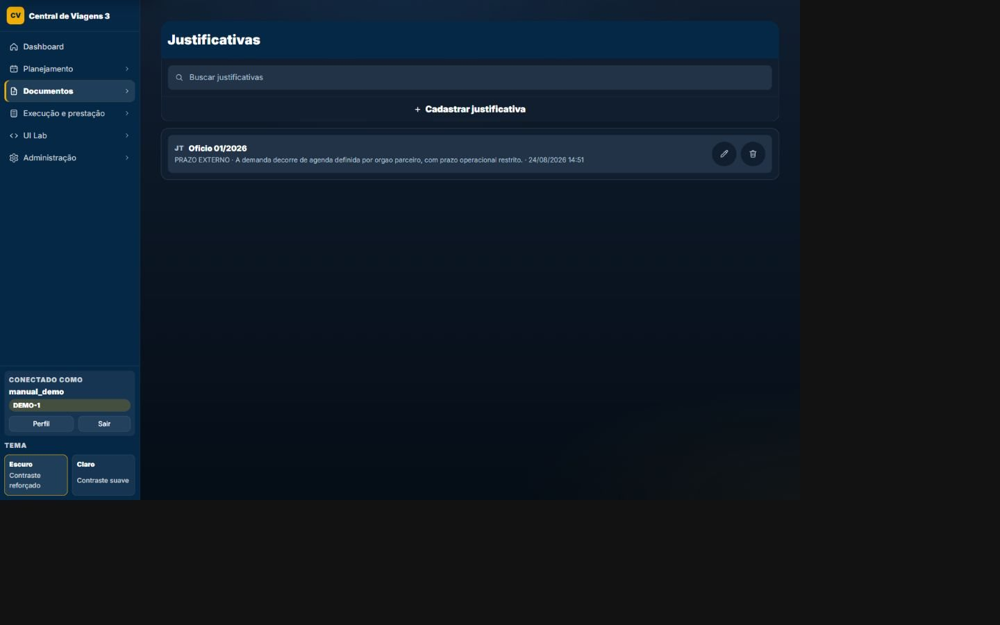 CV Central de Viagens 3
Dashboard
Planejamento
Documentos
Execução e prestação
UI Lab
Administração
CONECTADO COMO
manual_demo
DEMO-1
Perfil Sair
TEMA
Escuro
Contraste
reforçado
Claro
Contraste suave
Justificativas
Buscar justificativas
+ Cadastrar justificativa
JT Oficio 01/2026
PRAZO EXTERNO · A demanda decorre de agenda definida por orgao parceiro, com prazo operacional restrito. · 24/08/2026 14:51